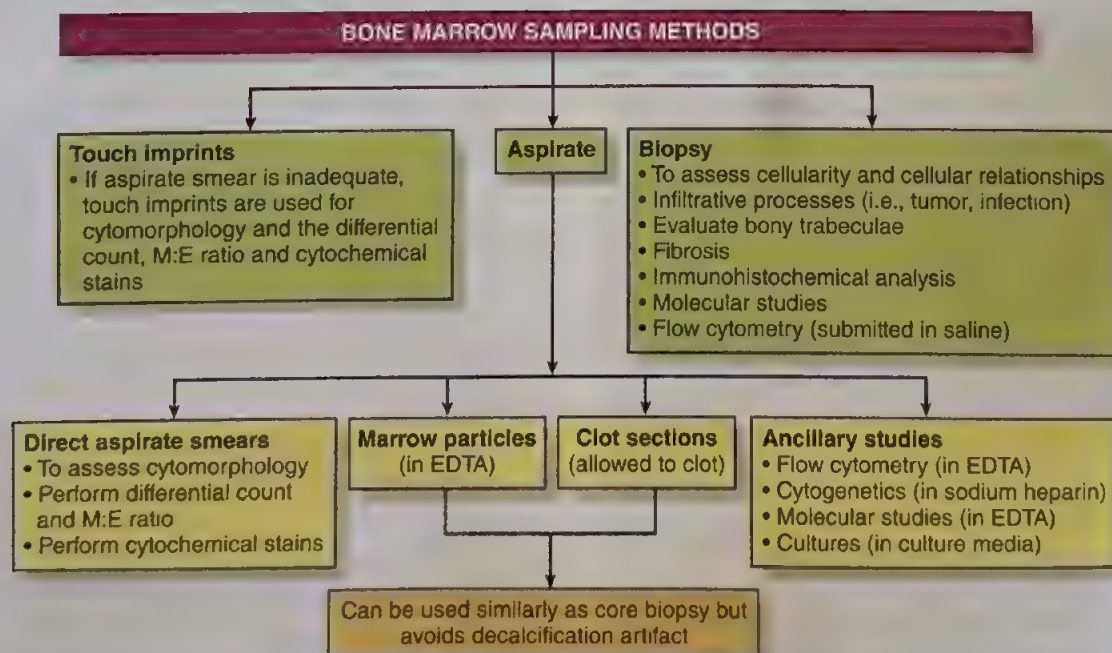 BONE MARROW SAMPLING METHODS
Touch imprints
• If aspirate smear is inadequate,
touch imprints are used for
cytomorphology and the differential
count, M:E ratio and cytochemical
stains
Aspirate
Biopsy
• To assess cellularity and cellular relationships
• Infiltrative processes (i.e., tumor, infection)
• Evaluate bony trabeculae
• Fibrosis
• Immunohistochemical analysis
• Molecular studies
• Flow cytometry (submitted in saline)
Direct aspirate smears
• To assess cytomorphology
• Perform differential count
and M:E ratio
• Perform cytochemical stains
Marrow particles
(in EDTA)
Clot sections
(allowed to clot)
Ancillary studies
• Flow cytometry (in EDTA)
• Cytogenetics (in sodium heparin)
• Molecular studies (in EDTA)
• Cultures (in culture media)
Can be used similarly as core biopsy but
avoids decalcification artifact